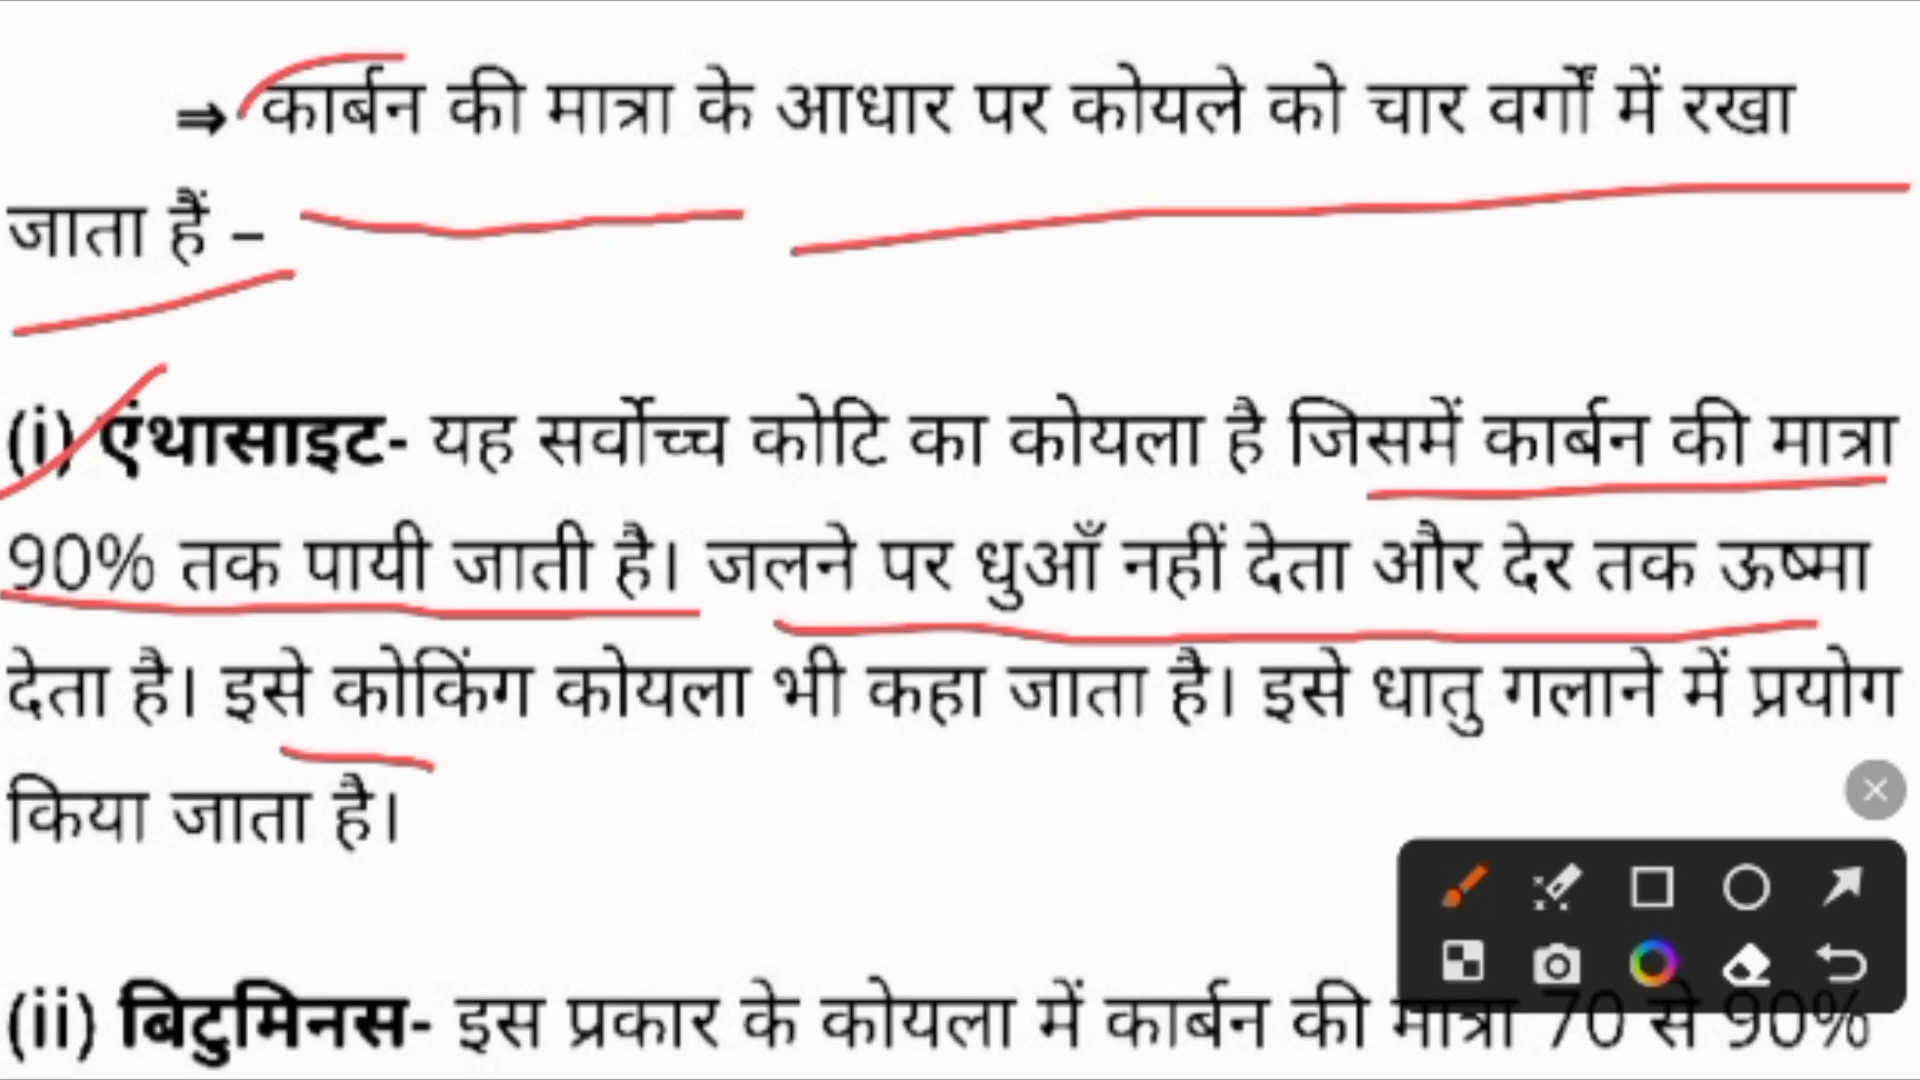 ⇒ कार्बन की मात्रा के आधार पर कोयले को चार वर्गों में रखा
जाता हैं –
(i) एंथासाइट- यह सर्वोच्च कोटि का कोयला है जिसमें कार्बन की मात्रा
90% तक पायी जाती है। जलने पर धुआँ नहीं देता और देर तक ऊष्मा
देता है। इसे कोकिंग कोयला भी कहा जाता है। इसे धातु गलाने में प्रयोग
किया जाता है।
(ii) बिटुमिनस- इस प्रकार के कोयला में कार्बन की मात्रा 70 से 90%